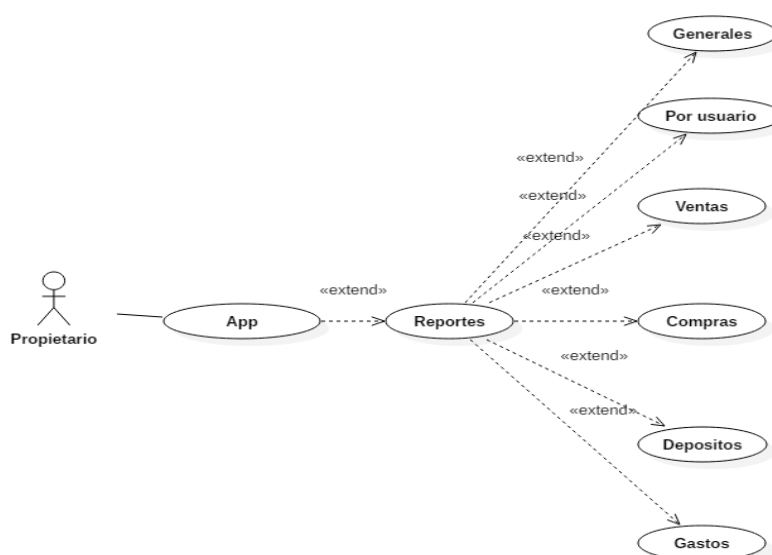 Generales
Por usuario
«extend»
«extend»
Ventas
«extend»
«extend»
«extend»
Propietario
App
Reportes
Compras
«extend»
«extend»
Depositos
Gastos